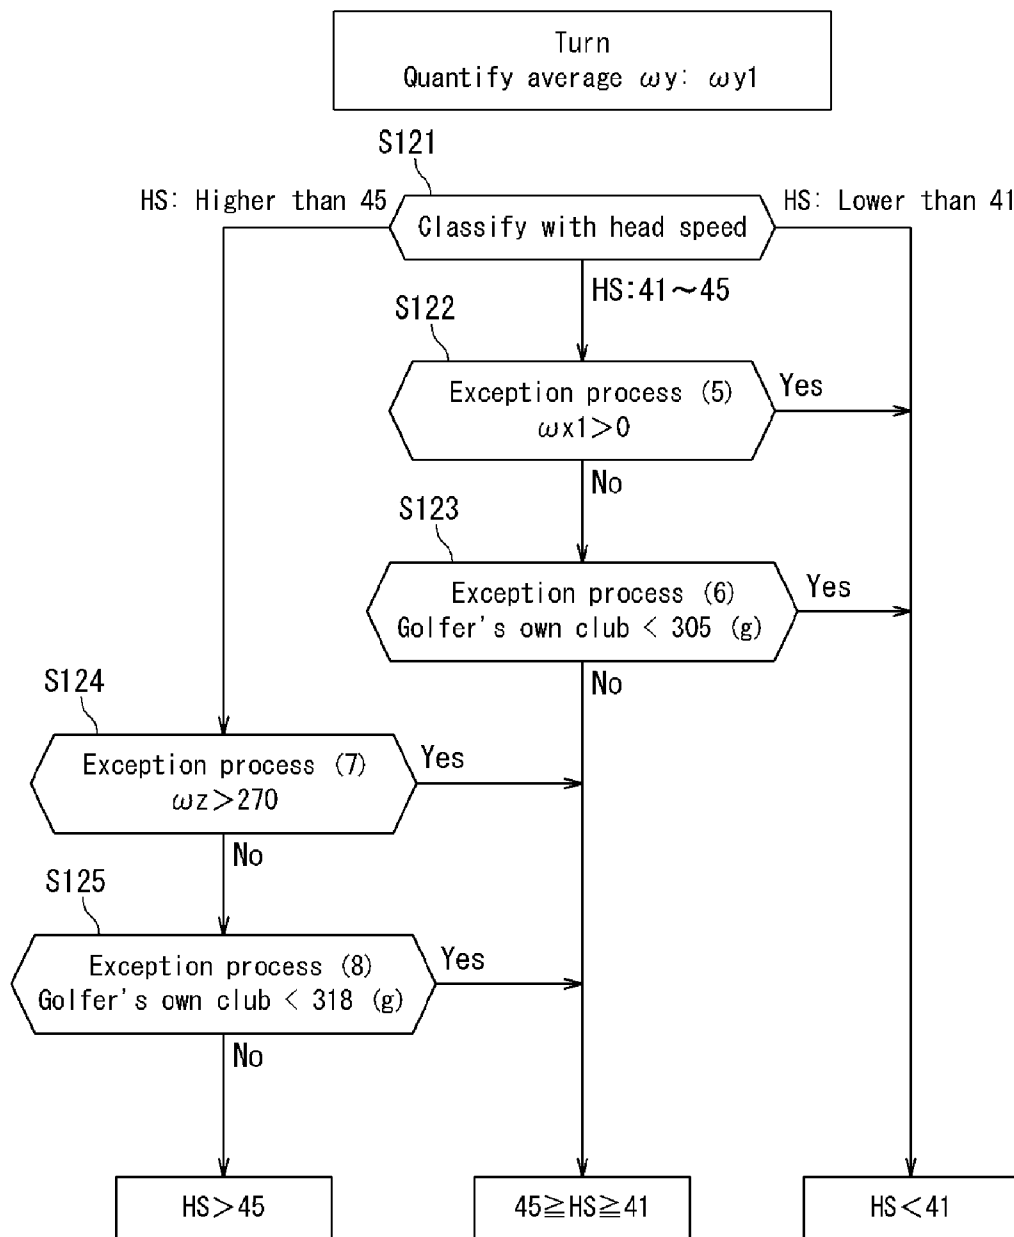 Turn
Quantify average ωy: ωy1
S121
HS: Higher than 45
HS: Lower than 41
Classify with head speed
HS:41～45
S122
Exception process (5)
ωx1＞0
Yes
No
S123
Exception process (6)
Golfer's own club < 305 (g)
Yes
No
S124
Exception process (7)
ωz＞270
Yes
No
S125
Exception process (8)
Golfer's own club < 318 (g)
Yes
No
HS＞45
45≧HS≧41
HS＜41